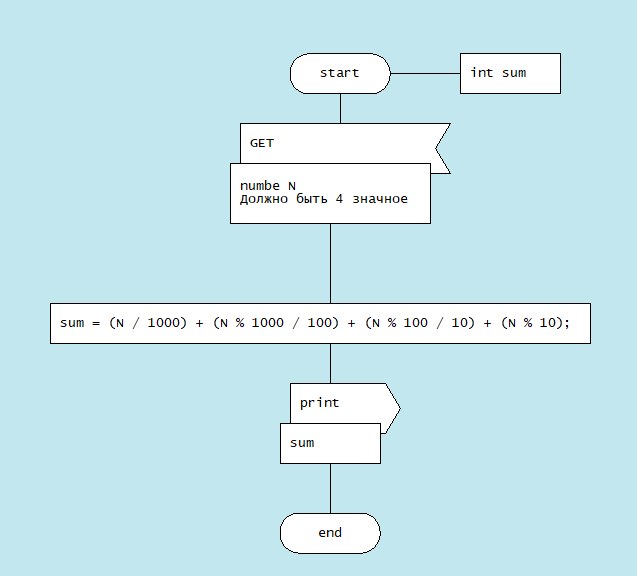 start
int sum
GET
numbe N
Должно быть 4 значное
sum = (N / 1000) + (N % 1000 / 100) + (N % 100 / 10) + (N % 10);
print
sum
end